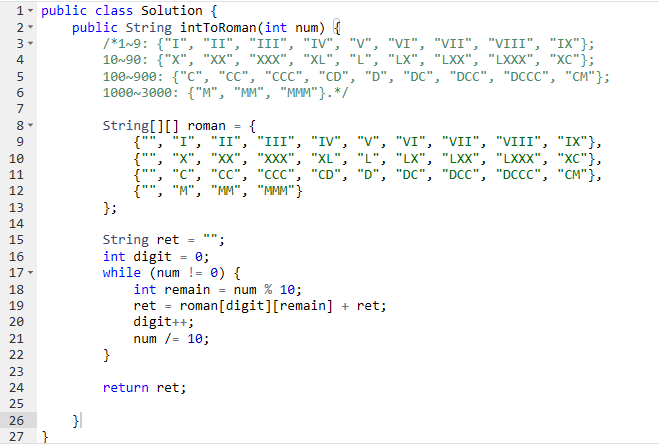 1 public class Solution {
2     public String intToRoman(int num) {
3         /*1~9: {"I", "II", "III", "IV", "V", "VI", "VII", "VIII", "IX"};
4         10~90: {"X", "XX", "XXX", "XL", "L", "LX", "LXX", "LXXX", "XC"};
5         100~900: {"C", "CC", "CCC", "CD", "D", "DC", "DCC", "DCCC", "CM"};
6         1000~3000: {"M", "MM", "MMM"}.*/
7
8         String[][] roman = {
9             {"", "I", "II", "III", "IV", "V", "VI", "VII", "VIII", "IX"},
10             {"", "X", "XX", "XXX", "XL", "L", "LX", "LXX", "LXXX", "XC"},
11             {"", "C", "CC", "CCC", "CD", "D", "DC", "DCC", "DCCC", "CM"},
12             {"", "M", "MM", "MMM"}
13         };
14
15         String ret = "";
16         int digit = 0;
17         while (num != 0) {
18             int remain = num % 10;
19             ret = roman[digit][remain] + ret;
20             digit++;
21             num /= 10;
22         }
23
24         return ret;
25
26     }
27 }